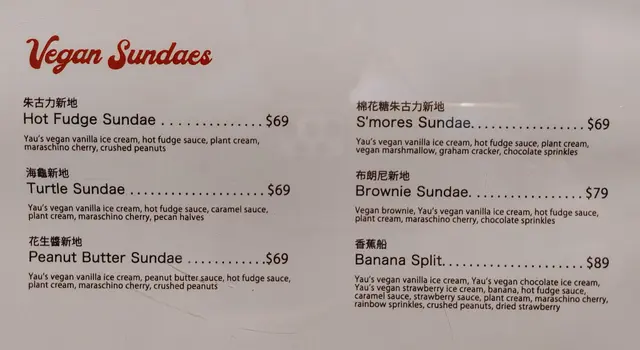 Vegan Sundaes
朱古力新地
Hot Fudge Sundae . . . . . . . . . . . . . . $69
Yau's vegan vanilla ice cream, hot fudge sauce, plant cream,
maraschino cherry, crushed peanuts
海龜新地
Turtle Sundae . . . . . . . . . . . . . . . . . . . $69
Yau's vegan vanilla ice cream, hot fudge sauce, caramel sauce,
plant cream, maraschino cherry, pecan halves
花生醬新地
Peanut Butter Sundae . . . . . . . . . . . $69
Yau's vegan vanilla ice cream, peanut butter sauce, hot fudge sauce,
plant cream, maraschino cherry, crushed peanuts
棉花糖朱古力新地
S'mores Sundae. . . . . . . . . . . . . . . . $69
Yau's vegan vanilla ice cream, hot fudge sauce, plant cream,
vegan marshmallow, graham cracker, chocolate sprinkles
布朗尼新地
Brownie Sundae. . . . . . . . . . . . . . . . $79
Vegan brownie, Yau's vegan vanilla ice cream, hot fudge sauce,
plant cream, maraschino cherry, chocolate sprinkles
香蕉船
Banana Split. . . . . . . . . . . . . . . . . . . . $89
Yau's vegan vanilla ice cream, Yau's vegan chocolate ice cream,
Yau's vegan strawberry ice cream, banana, hot fudge sauce,
caramel sauce, strawberry sauce, plant cream, maraschino cherry,
rainbow sprinkles, crushed peanuts, dried strawberry